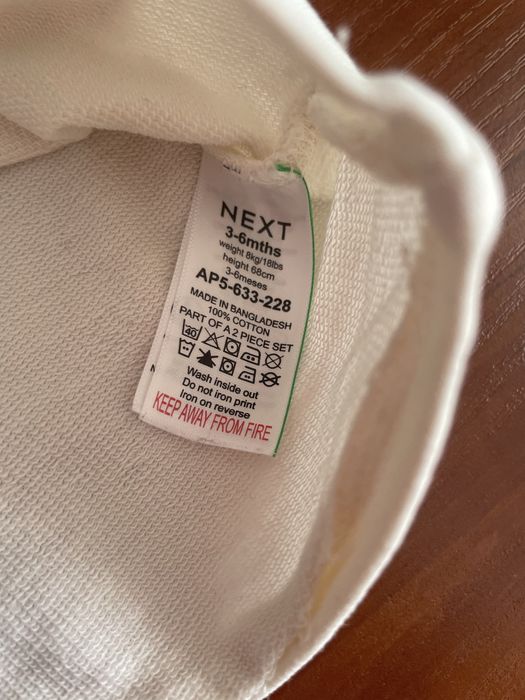 NEXT
3-6mths
weight 8kg/18lbs
height 68cm
3-6meses
AP5-633-228
MADE IN BANGLADESH
100% COTTON
PART OF A 2 PIECE SET
40
Wash inside out
Do not iron print
Iron on reverse
KEEP AWAY FROM FIRE